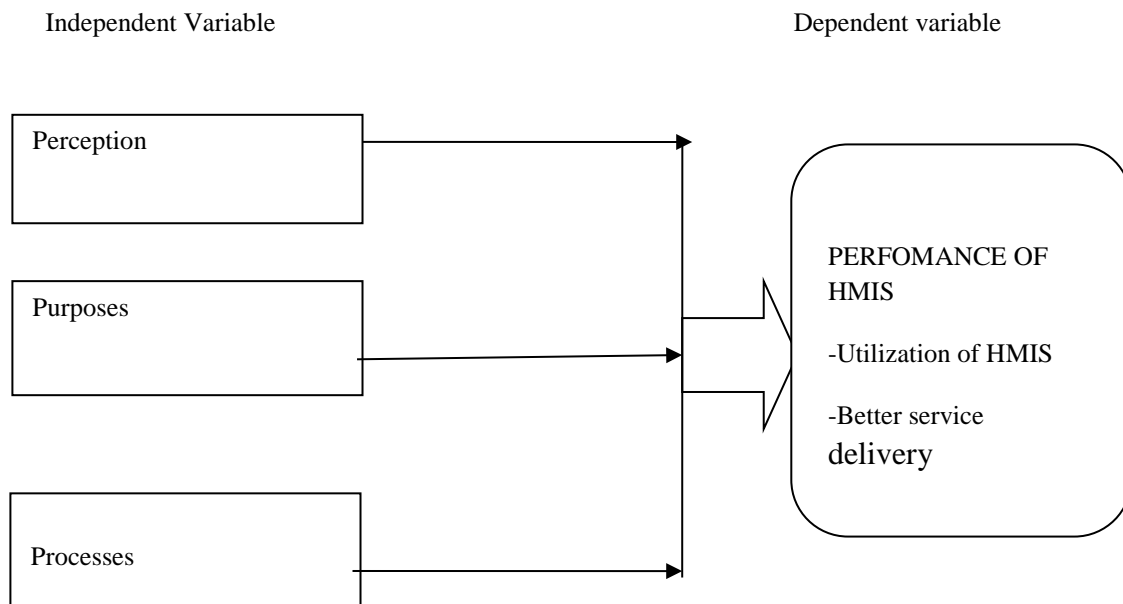 Independent Variable
Dependent variable
Perception
Purposes
Processes
PERFOMANCE OF
HMIS
-Utilization of HMIS
-Better service
delivery